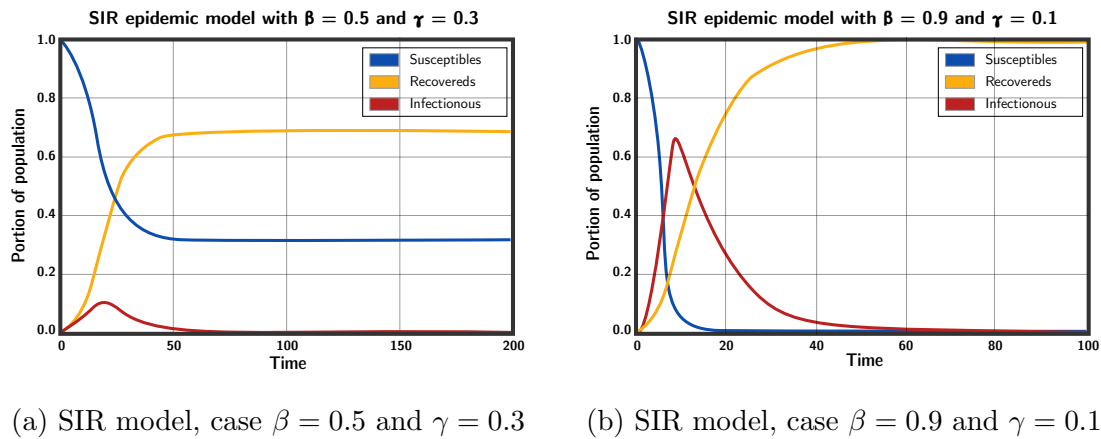 SIR epidemic model with β = 0.5 and γ = 0.3
Portion of population
1.0
0.8
0.6
0.4
0.2
0.0
Susceptibles
Recovereds
Infectionous
0
50
100
150
200
Time
SIR epidemic model with β = 0.9 and γ = 0.1
Portion of population
1.0
0.8
0.6
0.4
0.2
0.0
Susceptibles
Recovereds
Infectionous
0
20
40
60
80
100
Time
(a) SIR model, case β = 0.5 and γ = 0.3
(b) SIR model, case β = 0.9 and γ = 0.1